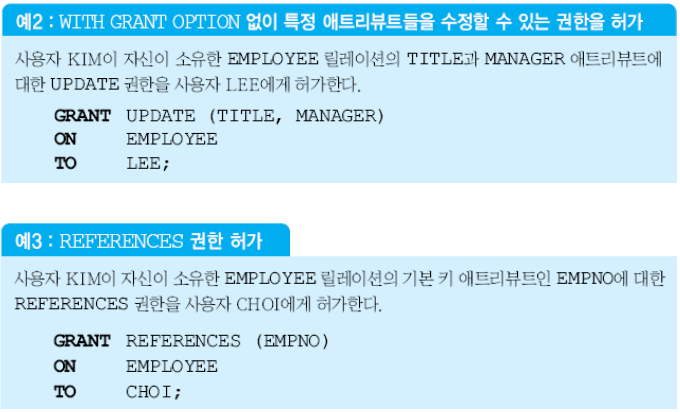 예2 : WITH GRANT OPTION 없이 특정 애트리뷰트들을 수정할 수 있는 권한을 허가
사용자 KIM이 자신이 소유한 EMPLOYEE 릴레이션의 TITLE과 MANAGER 애트리뷰트에
대한 UPDATE 권한을 사용자 LEE에게 허가한다.
GRANT UPDATE (TITLE, MANAGER)
ON EMPLOYEE
TO LEE;
예3 : REFERENCES 권한 허가
사용자 KIM이 자신이 소유한 EMPLOYEE 릴레이션의 기본 키 애트리뷰트인 EMPNO에 대한
REFERENCES 권한을 사용자 CHOI에게 허가한다.
GRANT REFERENCES (EMPNO)
ON EMPLOYEE
TO CHOI;